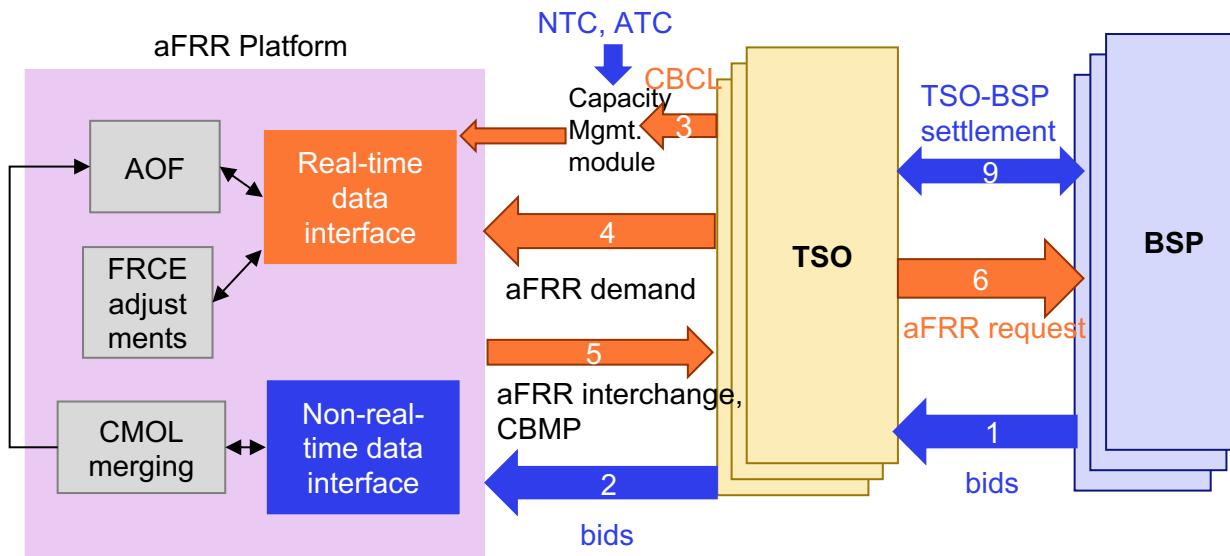 NTC, ATC
aFRR Platform
CBCL
Capacity
Mgmt.
module
3
AOF
Real-time
data
interface
4
aFRR demand
FRCE
adjust
ments
5
aFRR interchange,
CBMP
CMOL
merging
Non-real-
time data
interface
2
bids
TSO
TSO-BSP
settlement
9
6
aFRR request
1
bids
BSP